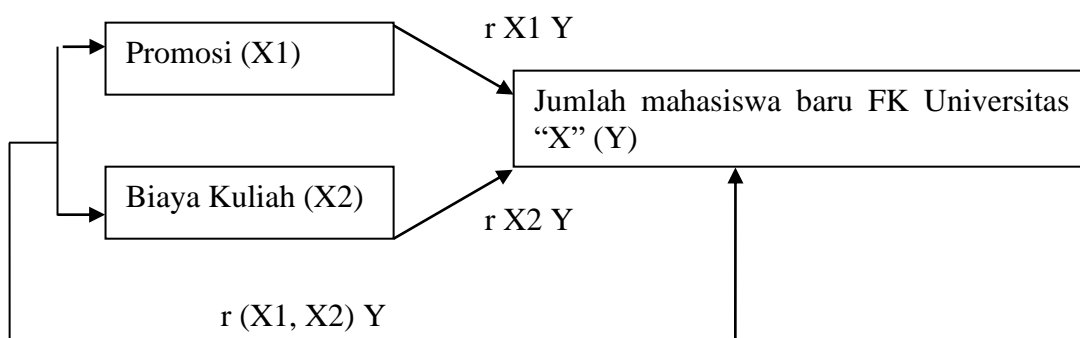 r X1 Y
Promosi (X1)
Jumlah mahasiswa baru FK Universitas
“X” (Y)
Biaya Kuliah (X2)
r X2 Y
r (X1, X2) Y